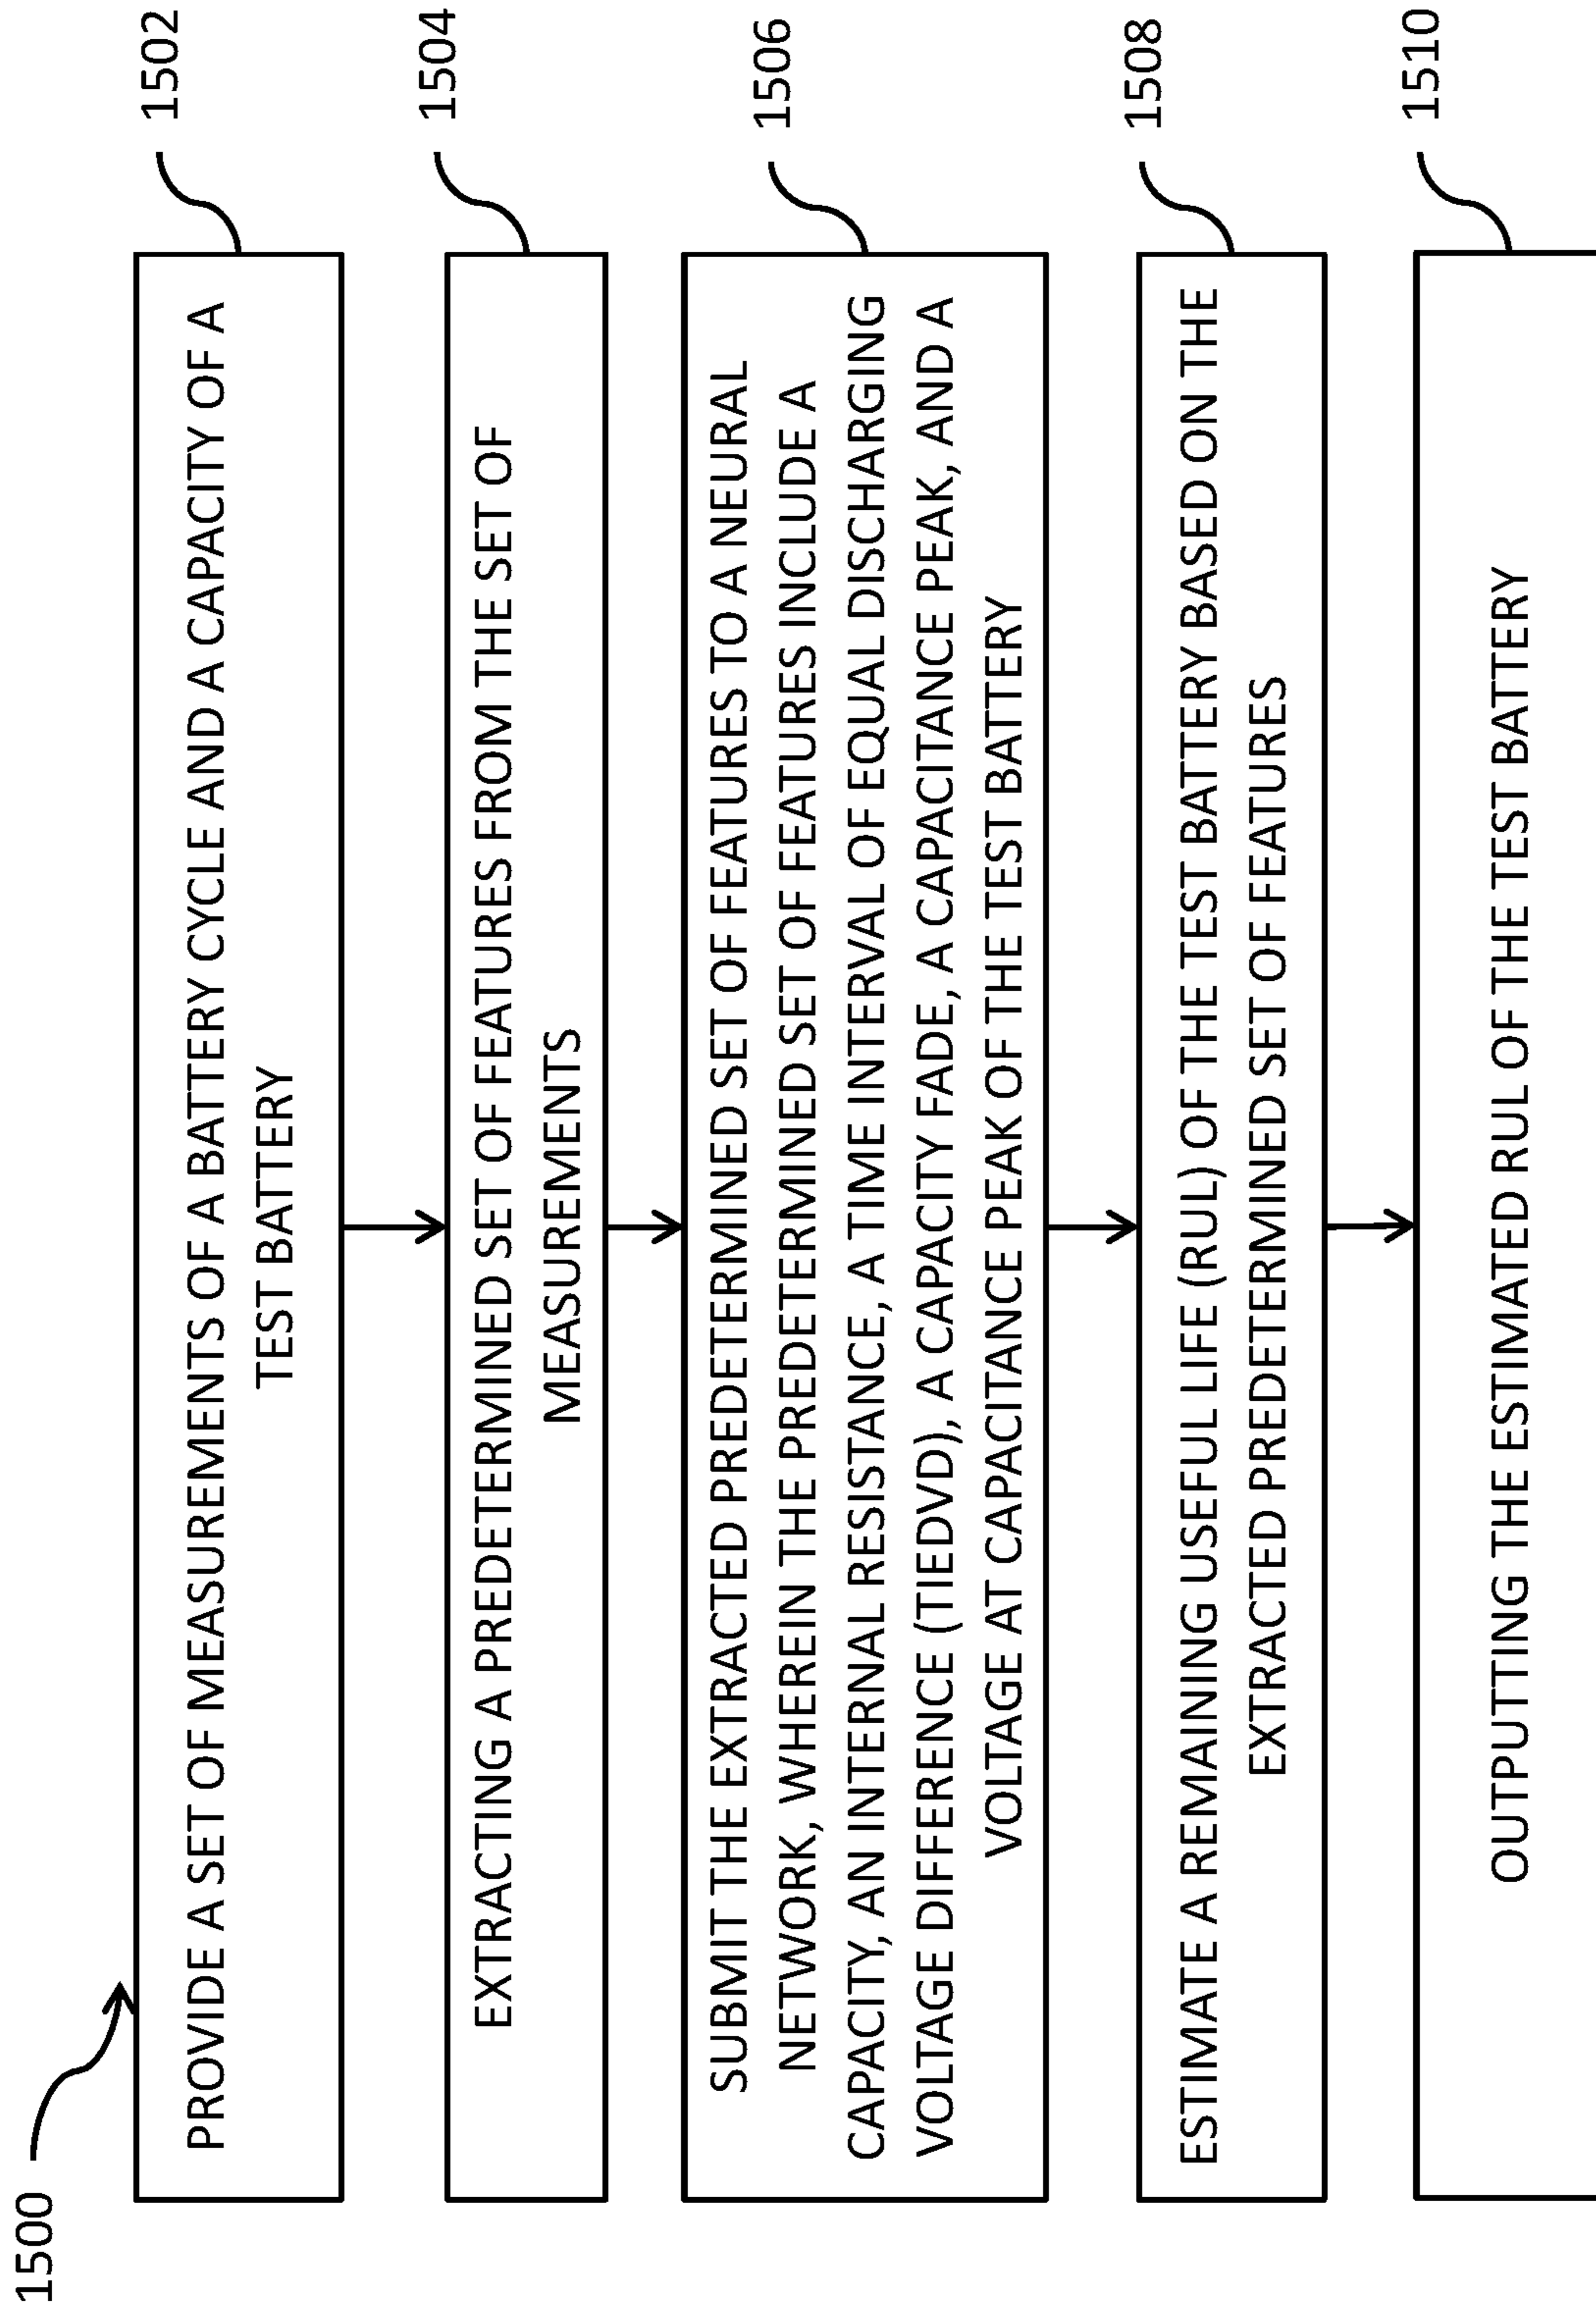 1500
PROVIDE A SET OF MEASUREMENTS OF A BATTERY CYCLE AND A CAPACITY OF A
TEST BATTERY
1502
EXTRACTING A PREDETERMINED SET OF FEATURES FROM THE SET OF
MEASUREMENTS
1504
SUBMIT THE EXTRACTED PREDETERMINED SET OF FEATURES TO A NEURAL
NETWORK, WHEREIN THE PREDETERMINED SET OF FEATURES INCLUDE A
CAPACITY, AN INTERNAL RESISTANCE, A TIME INTERVAL OF EQUAL DISCHARGING
VOLTAGE DIFFERENCE (TIEDVD), A CAPACITY FADE, A CAPACITANCE PEAK, AND A
VOLTAGE AT CAPACITANCE PEAK OF THE TEST BATTERY
1506
ESTIMATE A REMAINING USEFUL LIFE (RUL) OF THE TEST BATTERY BASED ON THE
EXTRACTED PREDETERMINED SET OF FEATURES
1508
OUTPUTTING THE ESTIMATED RUL OF THE TEST BATTERY
1510